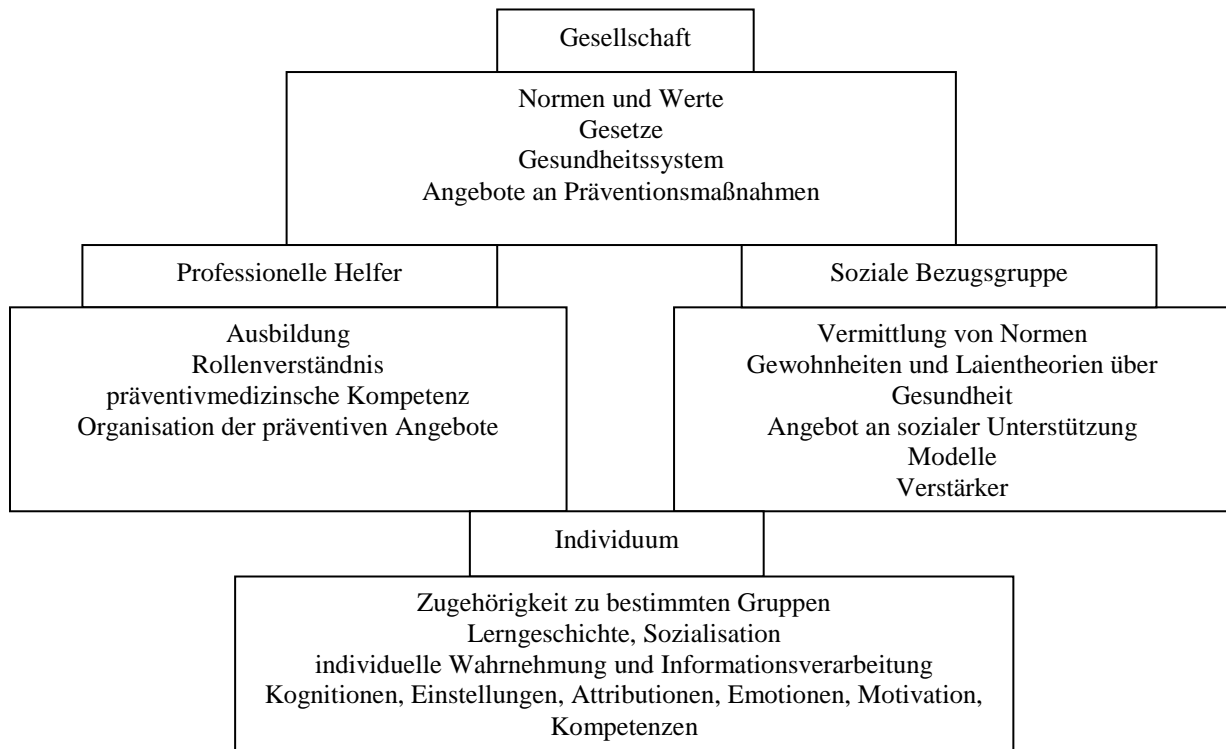 Gesellschaft
Normen und Werte
Gesetze
Gesundheitssystem
Angebote an Präventionsmaßnahmen
Professionelle Helfer
Ausbildung
Rollenverständnis
präventivmedizinsche Kompetenz
Organisation der präventiven Angebote
Soziale Bezugsgruppe
Vermittlung von Normen
Gewohnheiten und Laientheorien über
Gesundheit
Angebot an sozialer Unterstützung
Modelle
Verstärker
Individuum
Zugehörigkeit zu bestimmten Gruppen
Lerngeschichte, Sozialisation
individuelle Wahrnehmung und Informationsverarbeitung
Kognitionen, Einstellungen, Attributionen, Emotionen, Motivation,
Kompetenzen